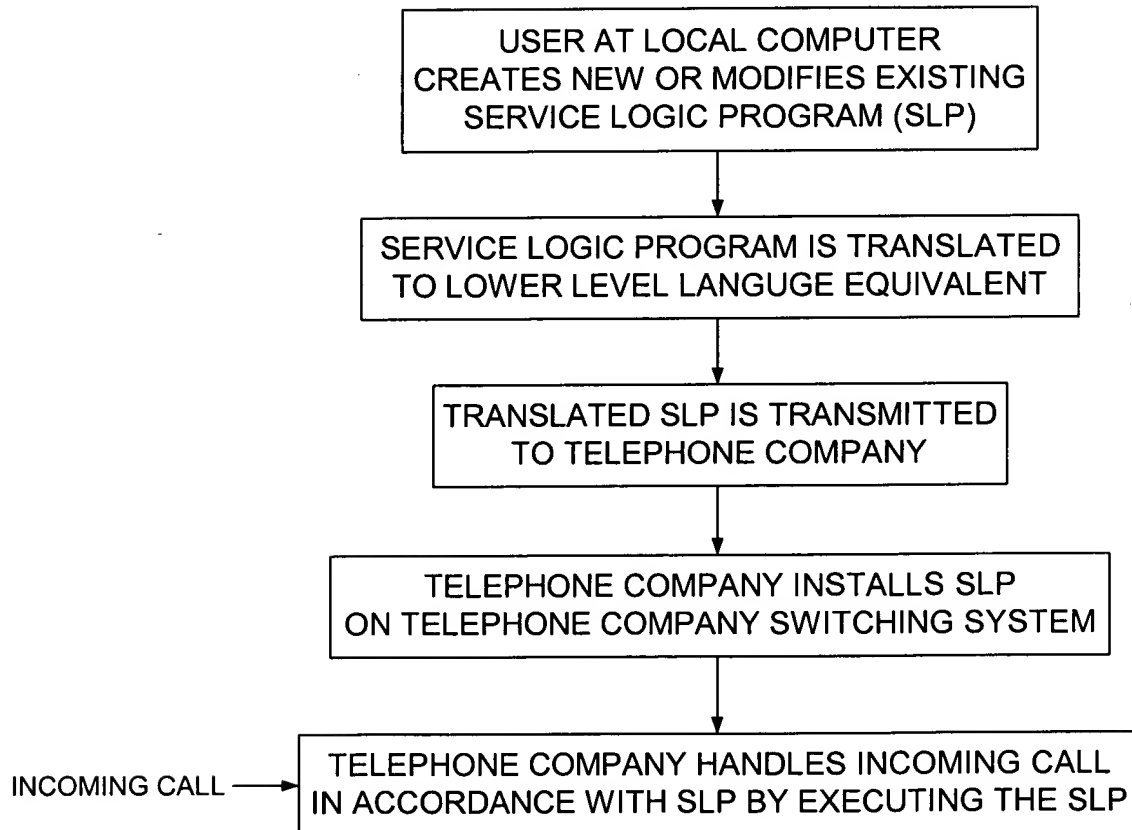 USER AT LOCAL COMPUTER
CREATES NEW OR MODIFIES EXISTING
SERVICE LOGIC PROGRAM (SLP)
SERVICE LOGIC PROGRAM IS TRANSLATED
TO LOWER LEVEL LANGUGE EQUIVALENT
TRANSLATED SLP IS TRANSMITTED
TO TELEPHONE COMPANY
TELEPHONE COMPANY INSTALLS SLP
ON TELEPHONE COMPANY SWITCHING SYSTEM
INCOMING CALL
TELEPHONE COMPANY HANDLES INCOMING CALL
IN ACCORDANCE WITH SLP BY EXECUTING THE SLP